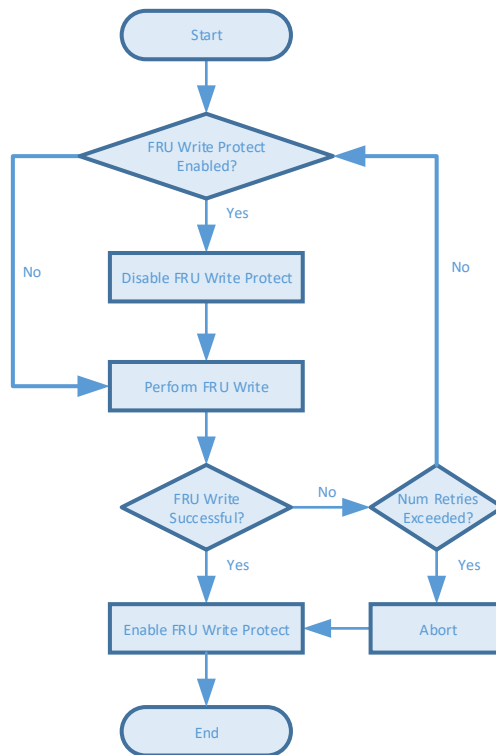 Start
FRU Write Protect
Enabled?
Yes
No
No
Disable FRU Write Protect
Perform FRU Write
FRU Write
Successful?
No
Num Retries
Exceeded?
Yes
Yes
Enable FRU Write Protect
Abort
End